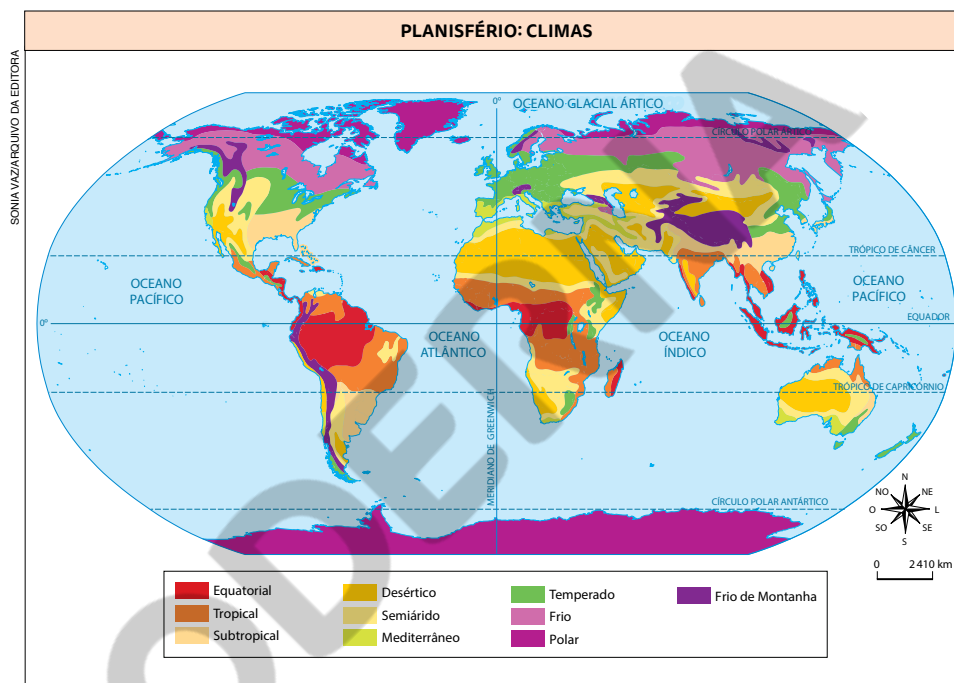 PLANISFÉRIO: CLIMAS
SONIA VAZ/ARQUIVO DA EDITORA
0º
OCEANO GLACIAL ÁRTICO
CÍRCULO POLAR ÁRTICO
TRÓPICO DE CÂNCER
OCEANO
PACÍFICO
OCEANO
PACÍFICO
0º
EQUADOR
OCEANO
ATLÂNTICO
OCEANO
ÍNDICO
TRÓPICO DE CAPRICÓRNIO
MERIDIANO DE GREENWICH
CÍRCULO POLAR ANTÁRTICO
N
NO
NE
O
L
SO
SE
S
0
2 410 km
Equatorial
Tropical
Subtropical
Desértico
Semiárido
Mediterrâneo
Temperado
Frio
Polar
Frio de Montanha